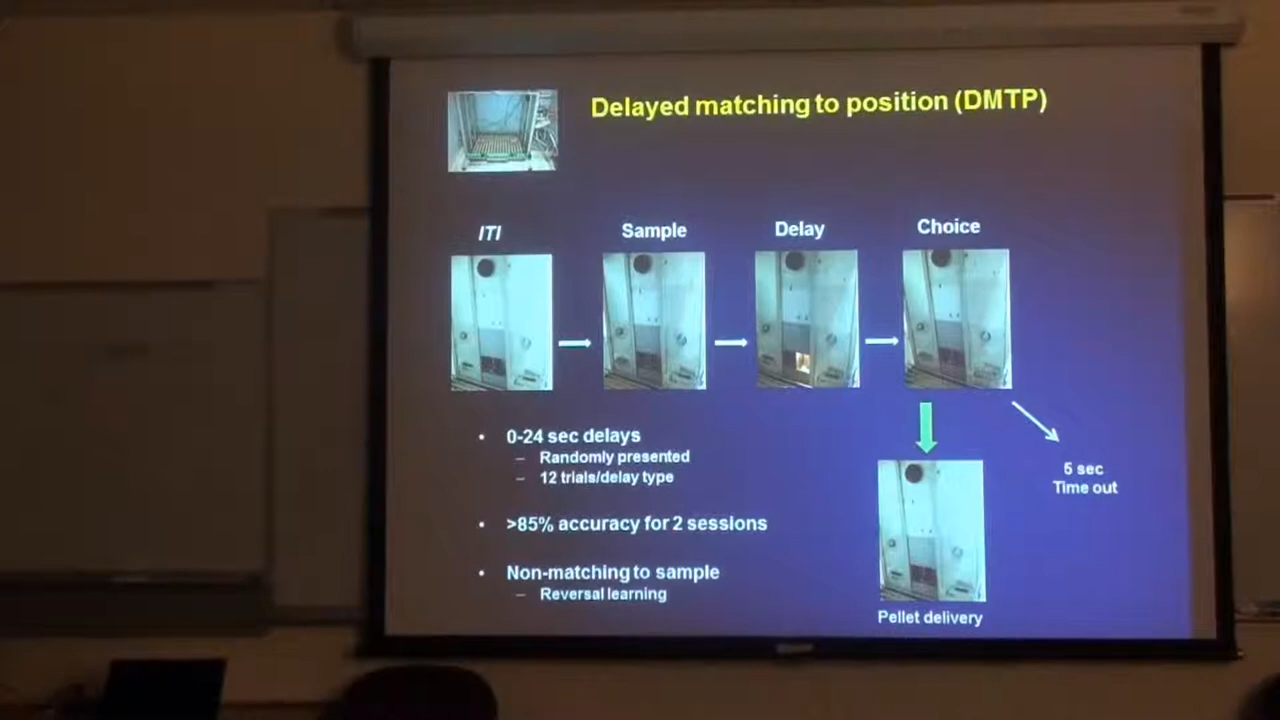 Delayed matching to position (DMTP)
ITI
Sample
Delay
Choice
• 0-24 sec delays
– Randomly presented
– 12 trials/delay type
• >85% accuracy for 2 sessions
• Non-matching to sample
– Reversal learning
5 sec
Time out
Pellet delivery